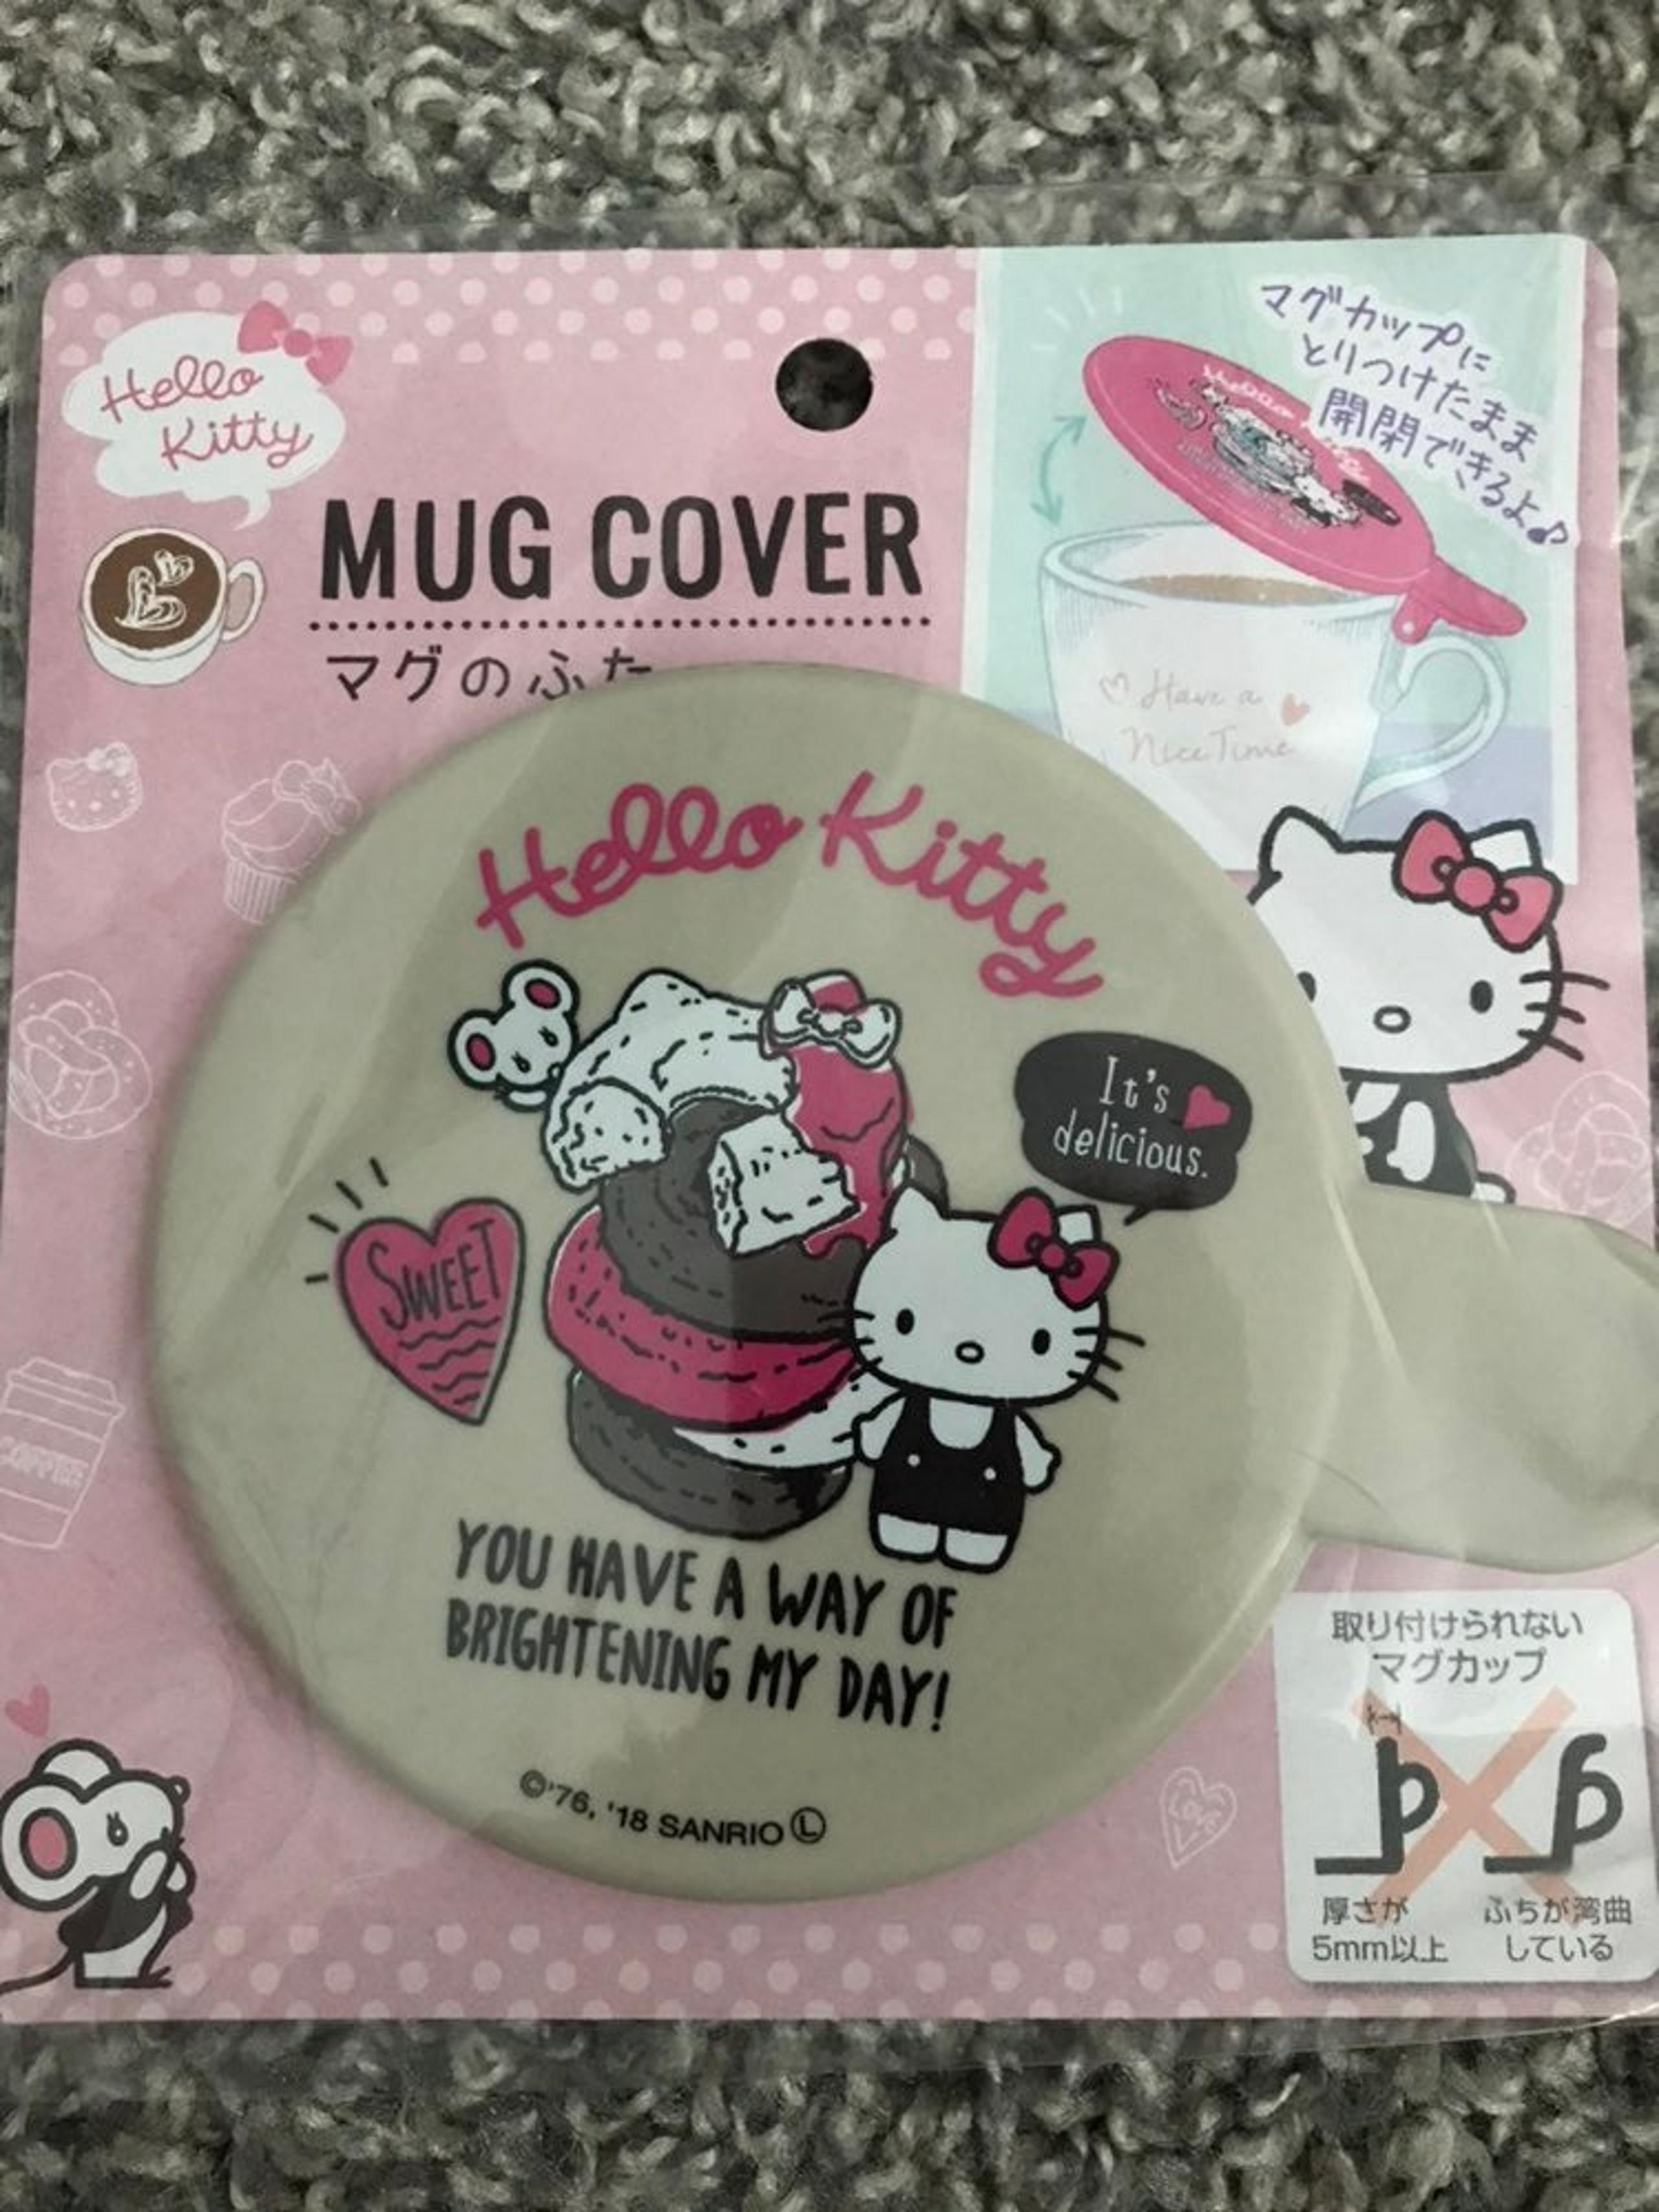 Hello
Kitty
マグカップに
とりつけたまま
開閉できるよ♪
MUG COVER
マグのふた
Have a
Nice Time
Hello Kitty
It's
delicious.
SWEET
YOU HAVE A WAY OF
BRIGHTENING MY DAY!
©'76, '18 SANRIO Ⓛ
COFFEE
取り付けられない
マグカップ
厚さが
5mm以上
ふちが湾曲
している